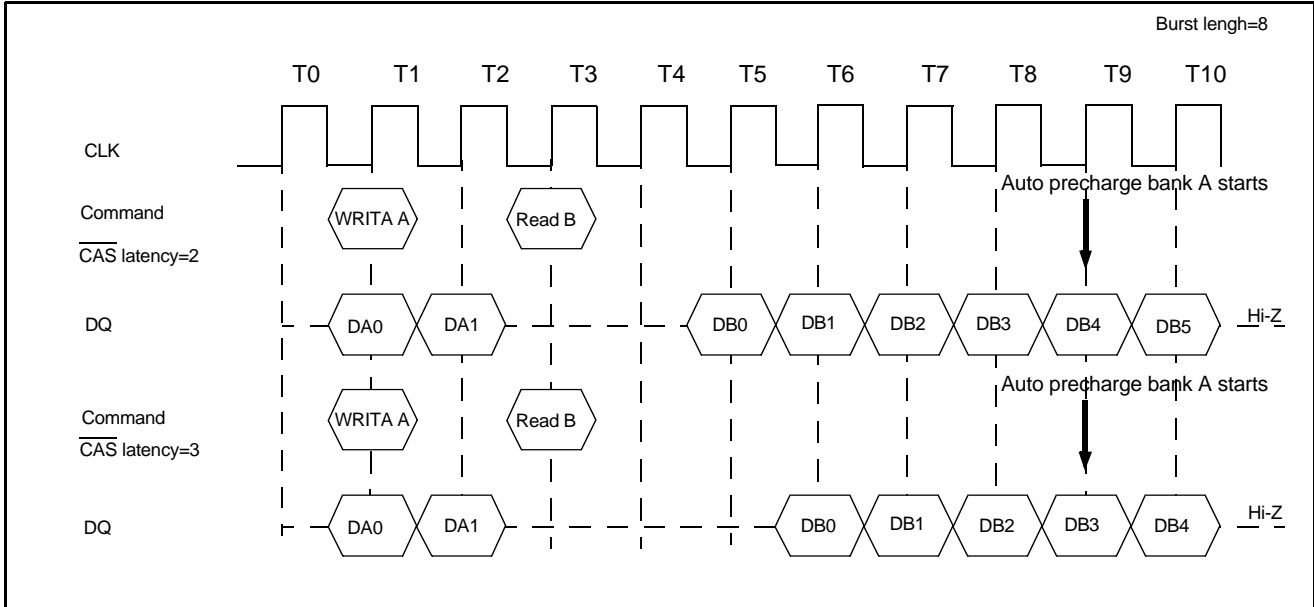 Burst lengh=8
T0 T1 T2 T3 T4 T5 T6 T7 T8 T9 T10
CLK
Auto precharge bank A starts
Command
WRITA A Read B
CAS latency=2
DQ DA0 DA1 DB0 DB1 DB2 DB3 DB4 DB5 Hi-Z
Auto precharge bank A starts
Command
WRITA A Read B
CAS latency=3
DQ DA0 DA1 DB0 DB1 DB2 DB3 DB4 Hi-Z